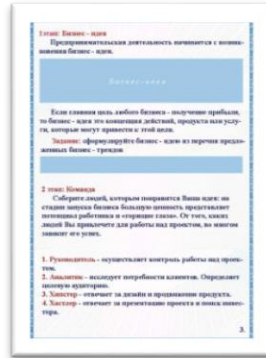 1 этап: Бизнес - идея
Предпринимательская деятельность начинается с возник-
новения бизнес - идеи.
Бизнес-идеи
Если главная цель любого бизнеса - получение прибыли,
то бизнес - идея это концепция действий, продукта или услу-
ги, которые могут привести к этой цели.
Задание: сформулируйте бизнес - идею из перечня предло-
женных бизнес - трендов
2 этап: Команда
Соберите людей, которым понравится Ваша идея: на
стадии запуска бизнеса большую ценность представляет
потенциал работника и «горящие глаза». От того, каких
людей Вы привлечете для работы над проектом, во многом
зависит его успех.
1. Руководитель - осуществляет контроль работы над проек-
том.
2. Аналитик - исследует потребности клиентов. Определяет
целевую аудиторию.
3. Хипстер - отвечает за дизайн и продвижение продукта.
4. Хастлер - отвечает за презентацию проекта и поиск инвес-
тора.
3.